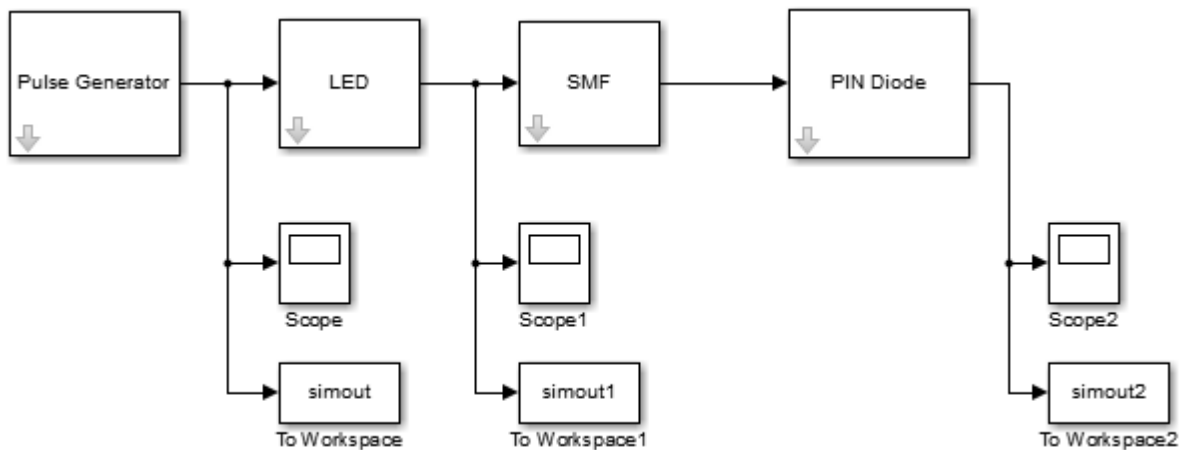 Pulse Generator
LED
SMF
PIN Diode
Scope
Scope1
Scope2
simout
simout1
simout2
To Workspace
To Workspace1
To Workspace2